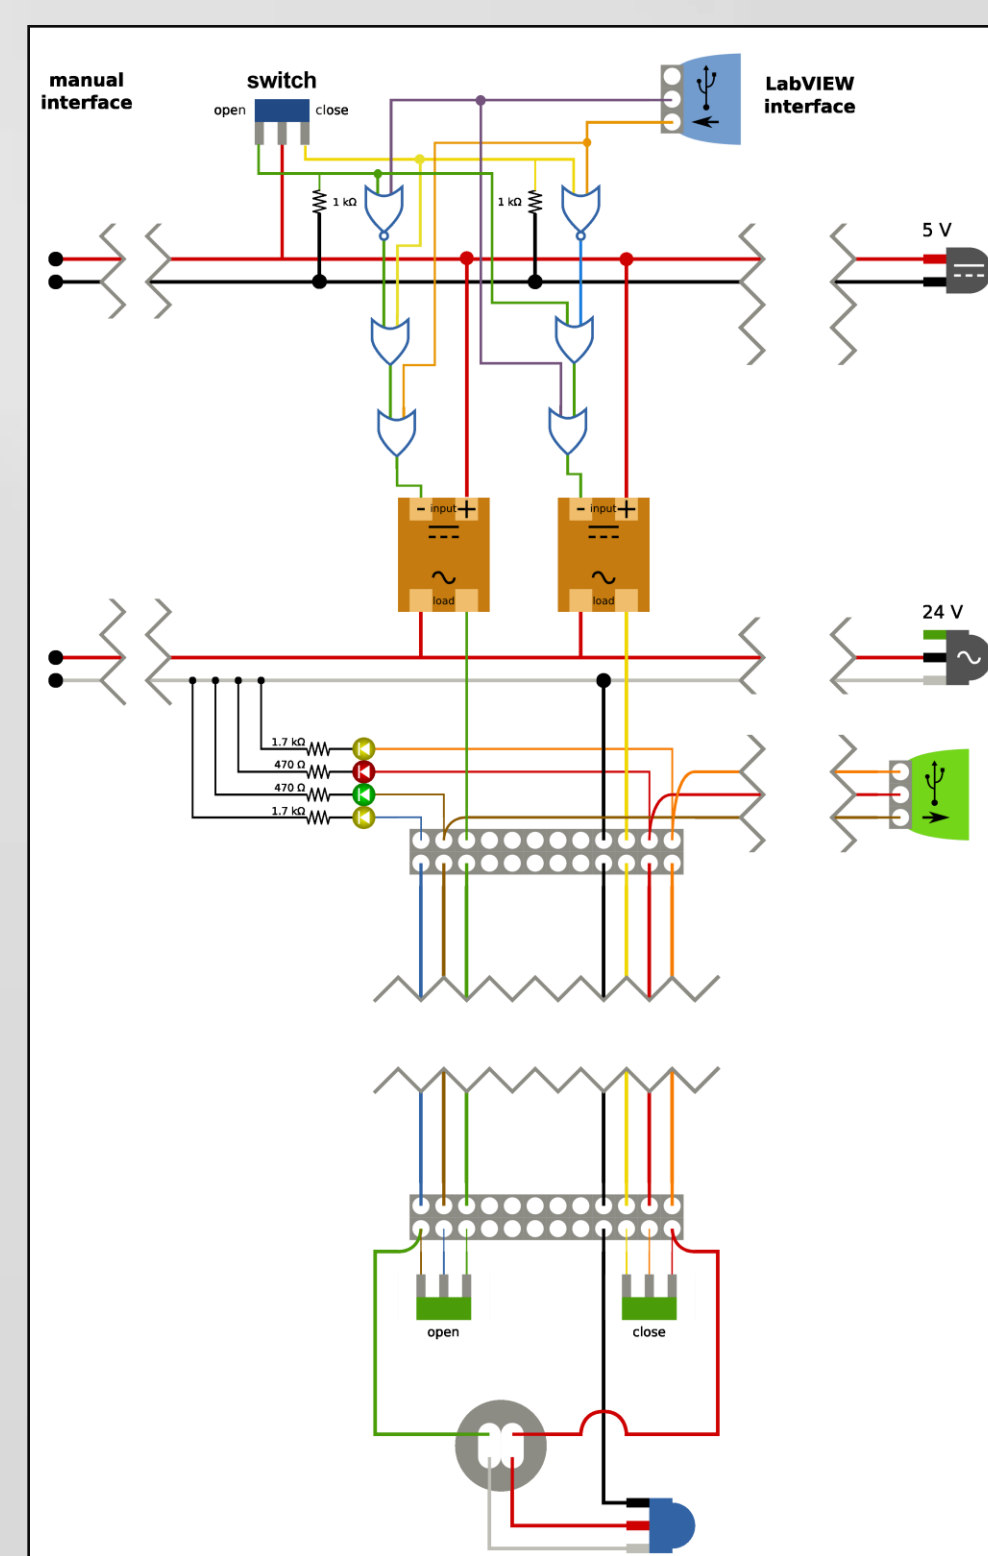 manual
interface
switch
open
close
LabVIEW
interface
1 kΩ
1 kΩ
5 V
- input +
- input +
load
load
24 V
1.7 kΩ
470 Ω
470 Ω
1.7 kΩ
open
close